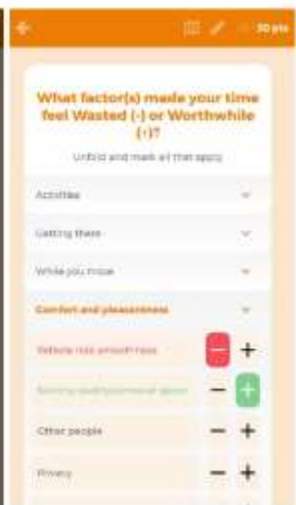 30 pts
What factor(s) made your time
feel Wasted (-) or Worthwhile
(+)?
Unfold and mark all that apply
Activities
Getting there
While you move
Comfort and pleasantness
Vehicle ride smoothness
Other people
Privacy